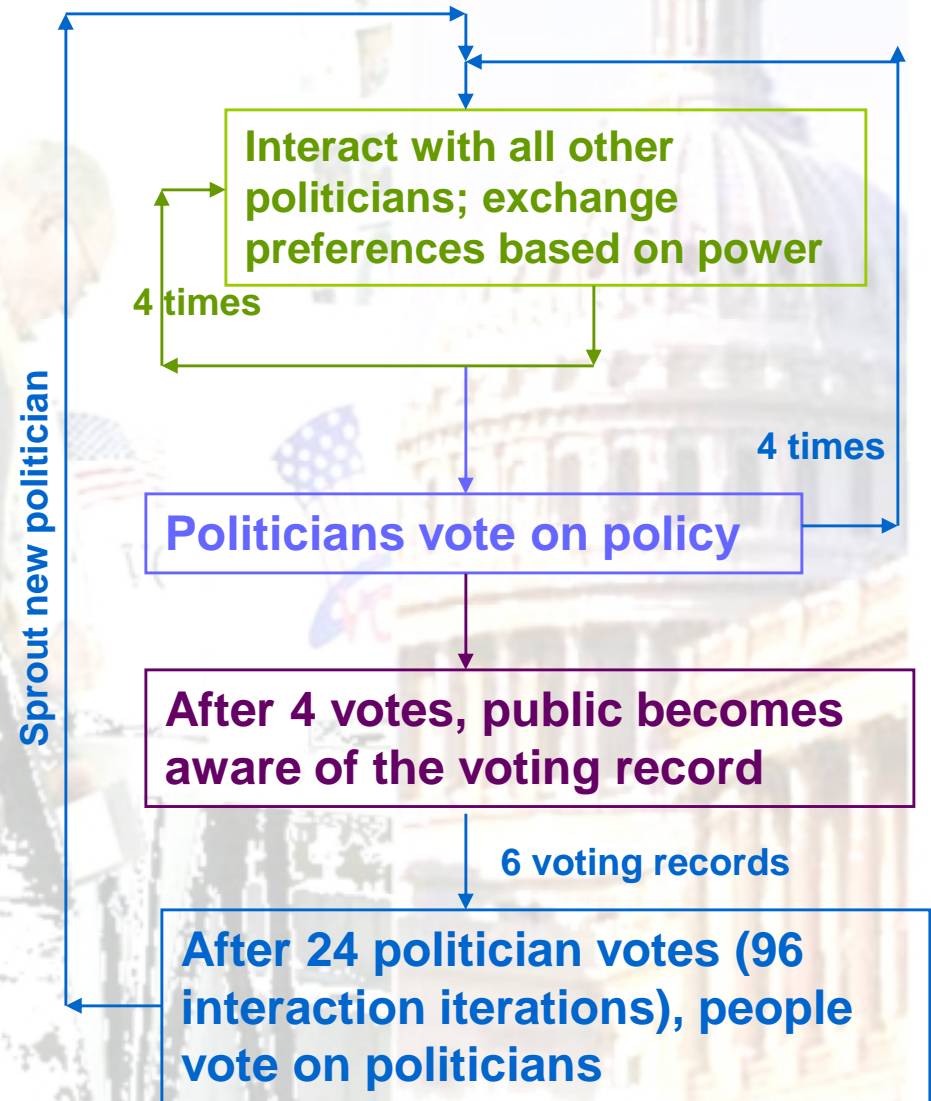 Interact with all other
politicians; exchange
preferences based on power
4 times
Sprout new politician
4 times
Politicians vote on policy
After 4 votes, public becomes
aware of the voting record
6 voting records
After 24 politician votes (96
interaction iterations), people
vote on politicians